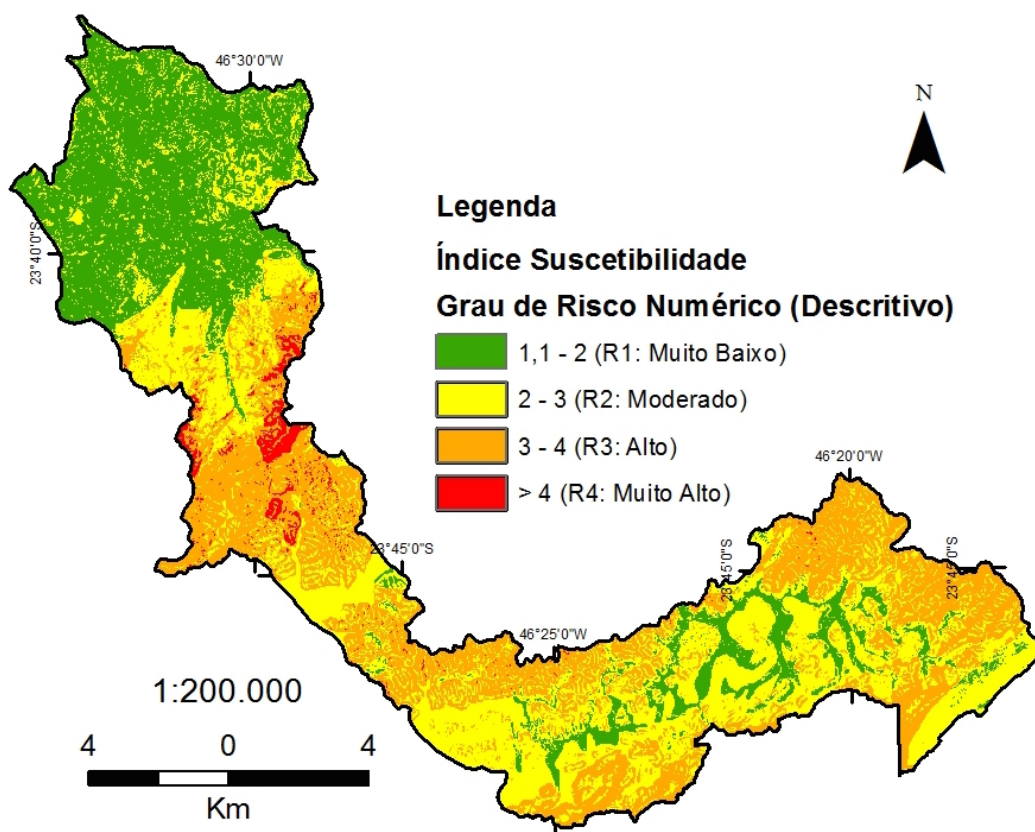 46°30'0"W
N
23°40'0"S
Legenda
Índice Suscetibilidade
Grau de Risco Numérico (Descritivo)
1,1 - 2 (R1: Muito Baixo)
2 - 3 (R2: Moderado)
3 - 4 (R3: Alto)
> 4 (R4: Muito Alto)
46°20'0"W
23°45'0"S
23°45'0"S
23°45'0"S
46°25'0"W
1:200.000
4 0 4
Km